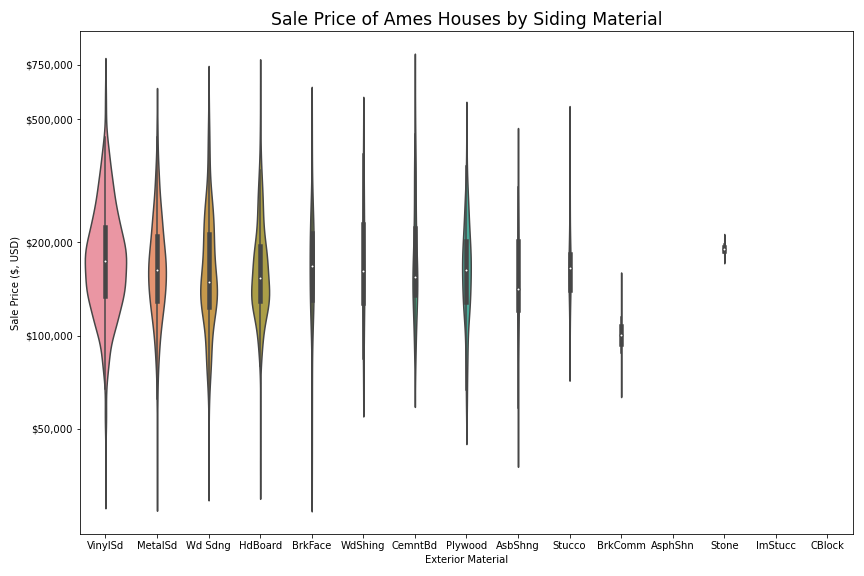 Sale Price of Ames Houses by Siding Material
$750,000
$500,000
$200,000
$100,000
$50,000
Sale Price ($, USD)
VinylSd MetalSd Wd Sdng HdBoard BrkFace WdShing CemntBd Plywood AsbShng Stucco BrkComm AsphShn Stone ImStucc CBlock
Exterior Material